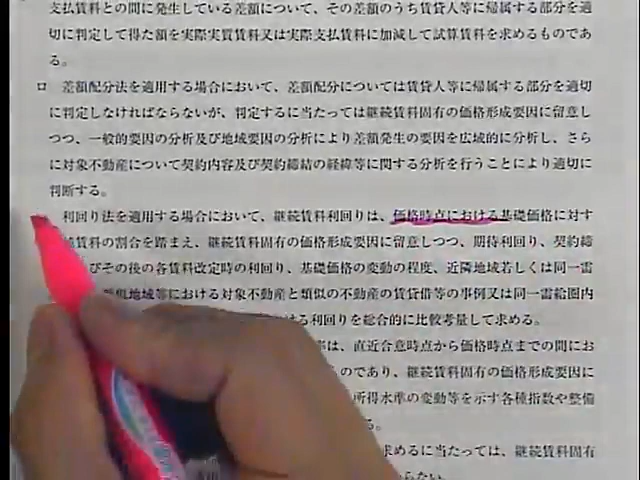 支払賃料との間に発生している差額について、その差額のうち賃貸人等に帰属する部分を適
切に判定して得た額を実際実質賃料又は実際支払賃料に加減して試算賃料を求めるものであ
る。
ロ 差額配分法を適用する場合において、差額配分については賃貸人等に帰属する部分を適切
に判定しなければならないが、判定するに当たっては継続賃料固有の価格形成要因に留意し
つつ、一般的要因の分析及び地域要因の分析により差額発生の要因を広域的に分析し、さら
に対象不動産について契約内容及び契約締結の経緯等に関する分析を行うことにより適切に
判断する。
利回り法を適用する場合において、継続賃料利回りは、価格時点における基礎価格に対す
賃料の割合を踏まえ、継続賃料固有の価格形成要因に留意しつつ、期待利回り、契約締
びその後の各賃料改定時の利回り、基礎価格の変動の程度、近隣地域若しくは同一需
類似地域等における対象不動産と類似の不動産の賃貸借等の事例又は同一需給圏内
ける利回りを総合的に比較考量して求める。
は、直近合意時点から価格時点までの間にお
のであり、継続賃料固有の価格形成要因に
所得水準の変動等を示す各種指数や整備
る。
求めるに当たっては、継続賃料固有
らない。